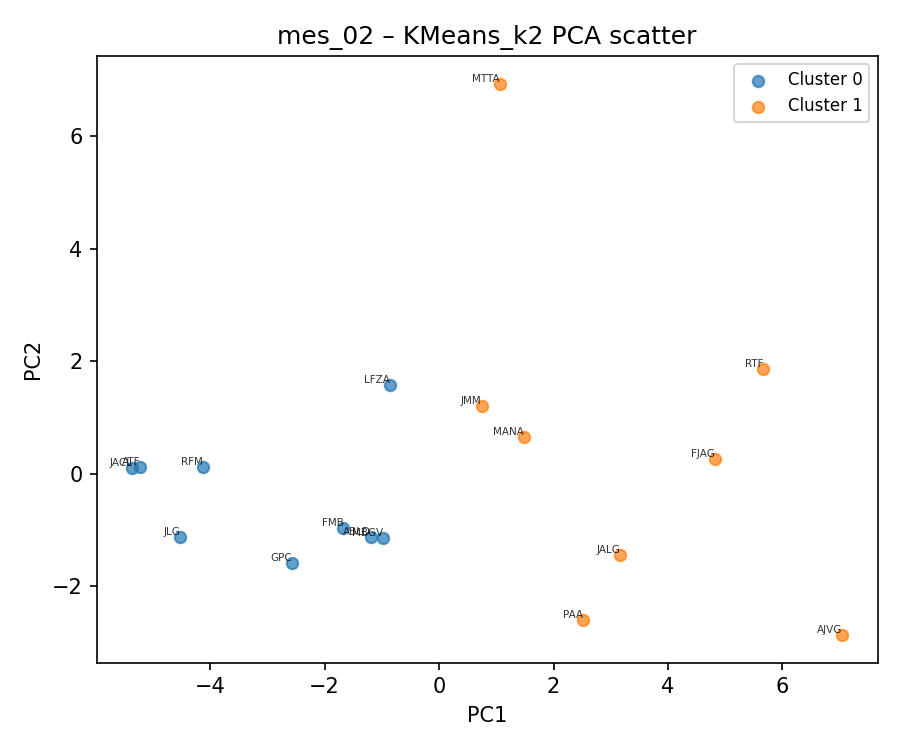 mes_02 – KMeans_k2 PCA scatter
Cluster 0
Cluster 1
MTTA
RTF
LFZA
JMM
MANA
FJAG
RFM
JLG
FMB
GPC
JALG
PAA
AJVG
6
4
2
0
−2
−4
−2
0
2
4
6
PC1
PC2